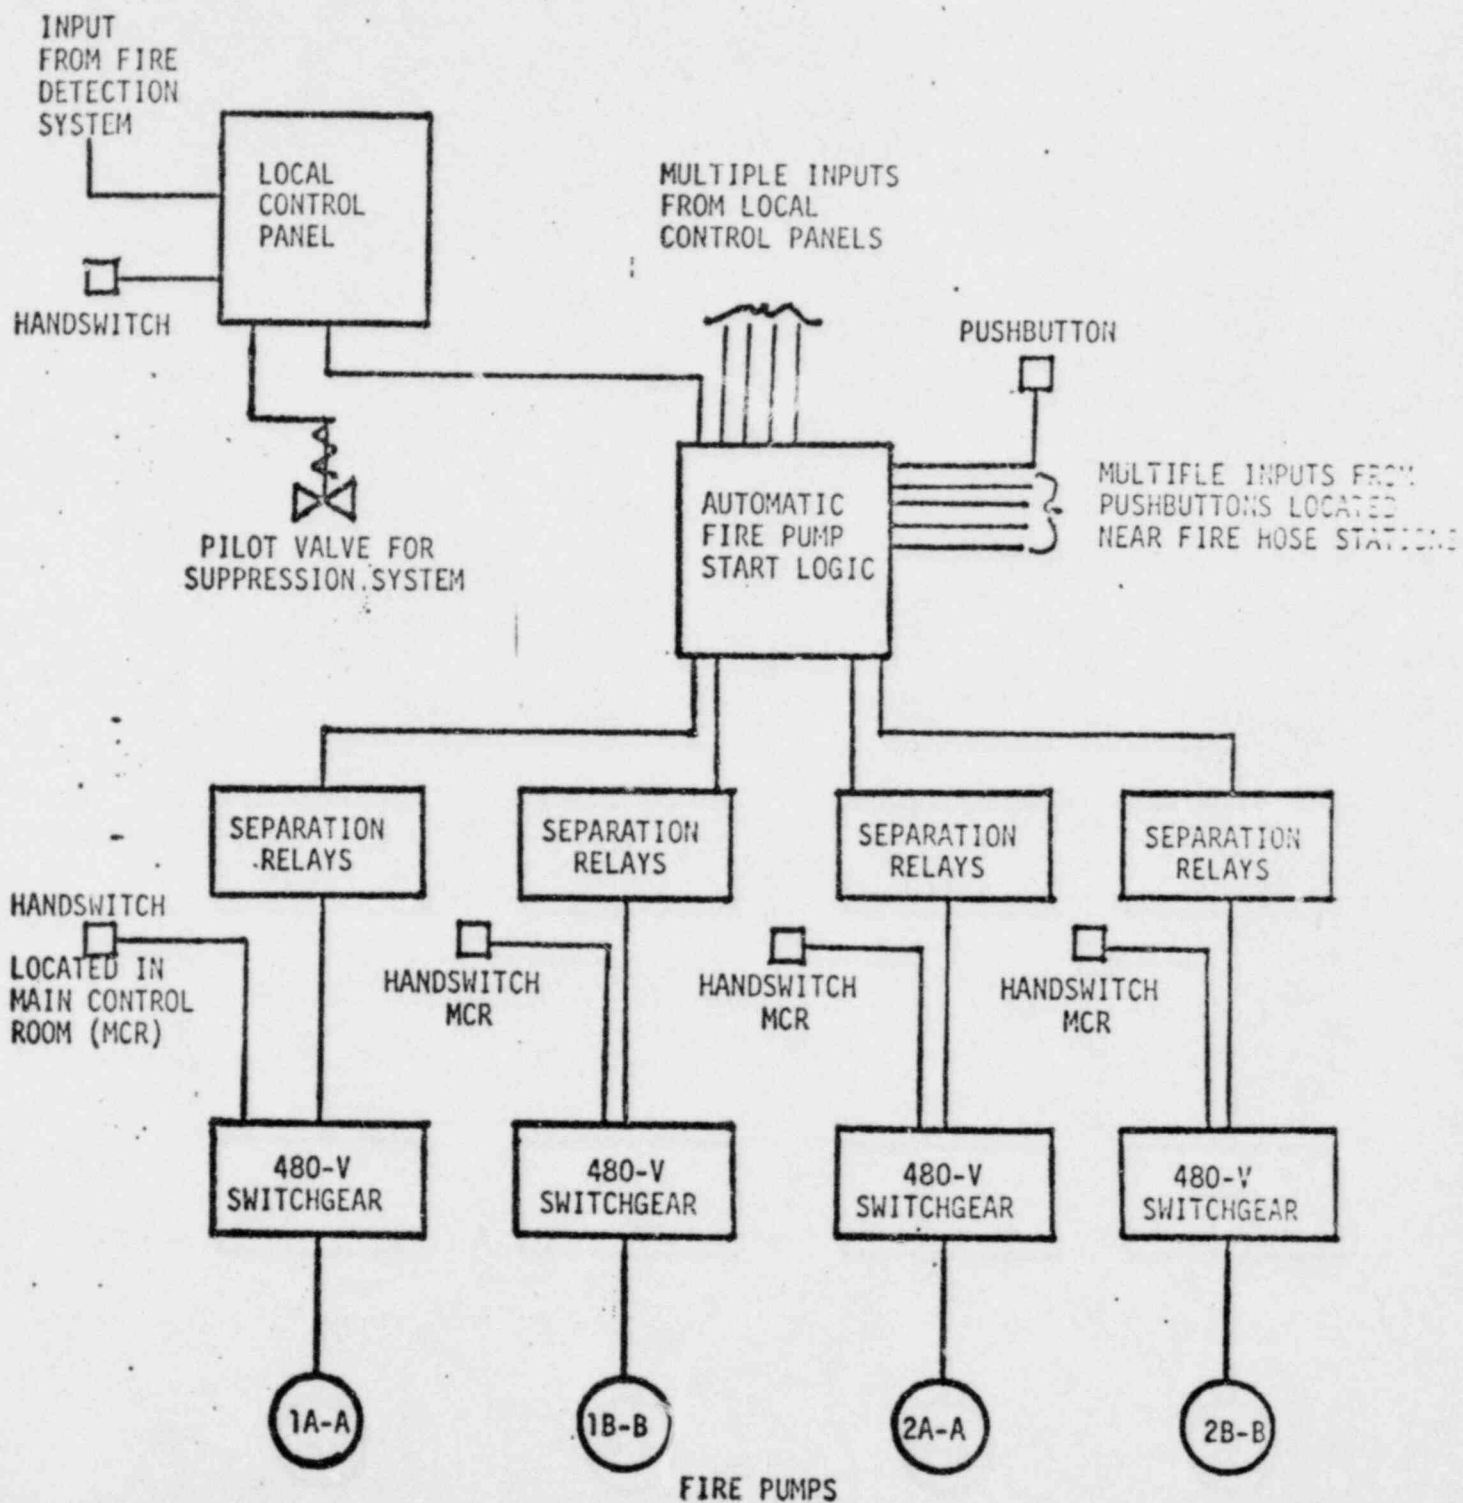 INPUT
FROM FIRE
DETECTION
SYSTEM
LOCAL
CONTROL
PANEL
HANDSWITCH
MULTIPLE INPUTS
FROM LOCAL
CONTROL PANELS
PUSHBUTTON
PILOT VALVE FOR
SUPPRESSION SYSTEM
AUTOMATIC
FIRE PUMP
START LOGIC
MULTIPLE INPUTS FROM
PUSHBUTTONS LOCATED
NEAR FIRE HOSE STATIONS
SEPARATION
RELAYS
SEPARATION
RELAYS
SEPARATION
RELAYS
SEPARATION
RELAYS
HANDSWITCH
LOCATED IN
MAIN CONTROL
ROOM (MCR)
HANDSWITCH
MCR
HANDSWITCH
MCR
HANDSWITCH
MCR
480-V
SWITCHGEAR
480-V
SWITCHGEAR
480-V
SWITCHGEAR
480-V
SWITCHGEAR
1A-A
1B-B
2A-A
2B-B
FIRE PUMPS